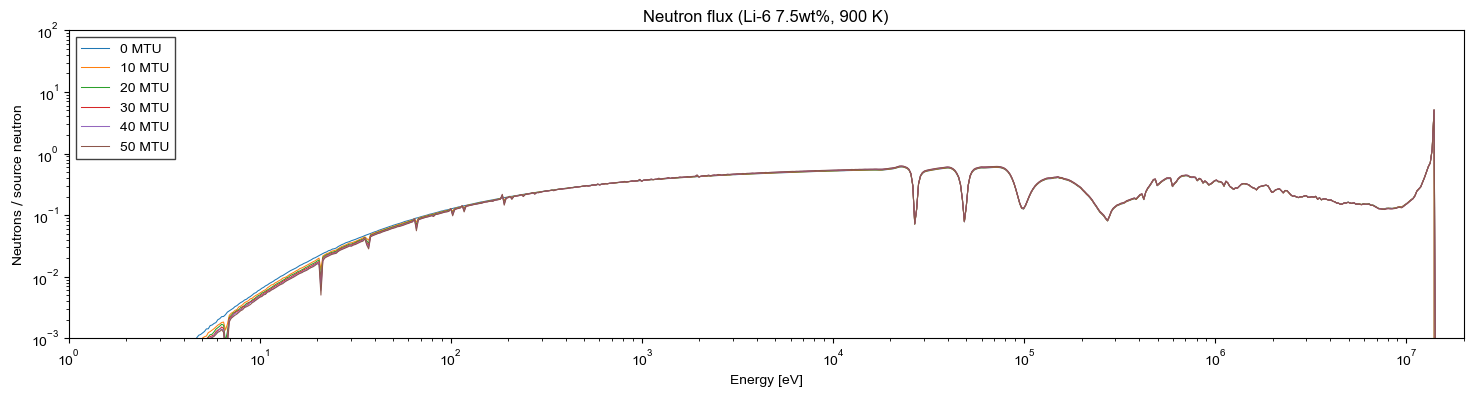 Neutron flux (Li-6 7.5wt%, 900 K)
Neutrons / source neutron
10²
10¹
10⁰
10⁻¹
10⁻²
10⁻³
0 MTU
10 MTU
20 MTU
30 MTU
40 MTU
50 MTU
10⁰ 10¹ 10² 10³ 10⁴ 10⁵ 10⁶ 10⁷
Energy [eV]